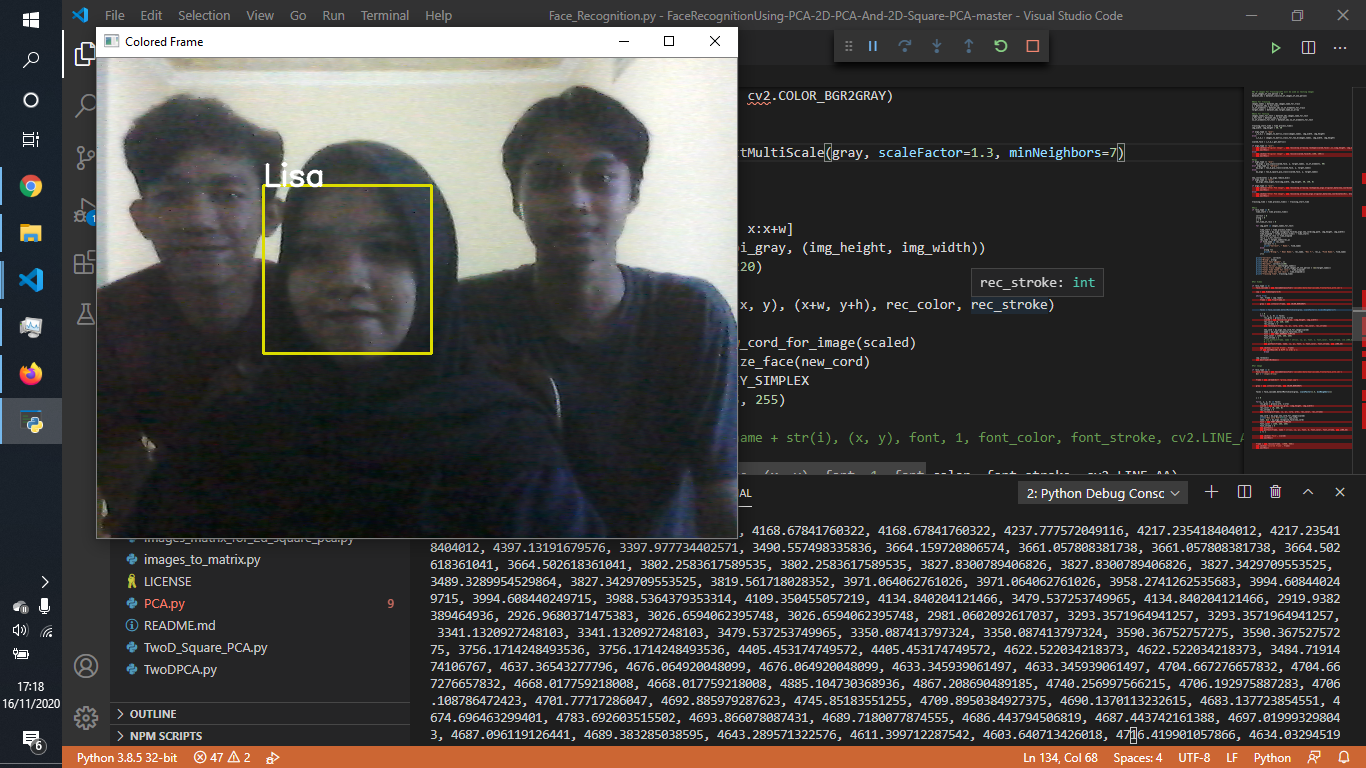 File Edit Selection View Go Run Terminal Help
Face_Recognition.py - FaceRecognitionUsing-PCA-2D-PCA-And-2D-Square-PCA-master - Visual Studio Code
Colored Frame
Lisa
cv2.COLOR_BGR2GRAY)
tMultiScale(gray, scaleFactor=1.3, minNeighbors=7)
x:x+w]
oi_gray, (img_height, img_width))
20)
rec_stroke: int
x, y), (x+w, y+h), rec_color, rec_stroke)
w_cord_for_image(scaled)
ze_face(new_cord)
Y_SIMPLEX
, 255)
ame + str(i), (x, y), font, 1, font_color, font_stroke, cv2.LINE_A
(x, y), font, 1, font_color, font_stroke, cv2.LINE_AA)
AL
2: Python Debug Consc
4168.67841760322, 4168.67841760322, 4237.777572049116, 4217.235418404012, 4217.23541
8404012, 4397.13191679576, 3397.977734402571, 3490.557498335836, 3664.159720806574, 3661.057808381738, 3661.057808381738, 3664.502
618361041, 3664.502618361041, 3802.2583617589535, 3802.2583617589535, 3827.8300789406826, 3827.8300789406826, 3827.3429709553525,
3489.3289954529864, 3827.3429709553525, 3819.561718028352, 3971.064062761026, 3971.064062761026, 3958.2741262535683, 3994.60844024
9715, 3994.608440249715, 3988.5364379353314, 4109.350455057219, 4134.840204121466, 3479.537253749965, 4134.840204121466, 2919.9382
389464936, 2926.9680371475383, 3026.6594062395748, 3026.6594062395748, 2981.0602092617037, 3293.3571964941257, 3293.3571964941257,
3341.1320927248103, 3341.1320927248103, 3479.537253749965, 3350.087413797324, 3350.087413797324, 3590.36752757275, 3590.367527572
75, 3756.1714248493536, 3756.1714248493536, 4405.453174749572, 4405.453174749572, 4622.522034218373, 4622.522034218373, 3484.71914
74106767, 4637.36543277796, 4676.064920048099, 4676.064920048099, 4633.345939061497, 4633.345939061497, 4704.667276657832, 4704.66
7276657832, 4668.017759218008, 4668.017759218008, 4885.104730368936, 4867.208690489185, 4740.256997566215, 4706.192975887283, 4706
.108786472423, 4701.77717286047, 4692.885979287623, 4745.85183551255, 4709.8950384927375, 4690.1370113232615, 4683.137723854551, 4
674.696463299401, 4783.692603515502, 4693.866078087431, 4689.7180077874555, 4686.443794506819, 4687.443742161388, 4697.01999329804
3, 4687.096119126441, 4689.383285038595, 4643.289571322576, 4611.399712287542, 4603.640713426018, 4716.419901057866, 4634.03294519
images_matrix_for_2d_square_pca.py
images_to_matrix.py
LICENSE
PCA.py 9
README.md
TwoD_Square_PCA.py
TwoDPCA.py
OUTLINE
NPM SCRIPTS
1
17:18
16/11/2020
6
Python 3.8.5 32-bit 47 2
Ln 134, Col 68 Spaces: 4 UTF-8 LF Python